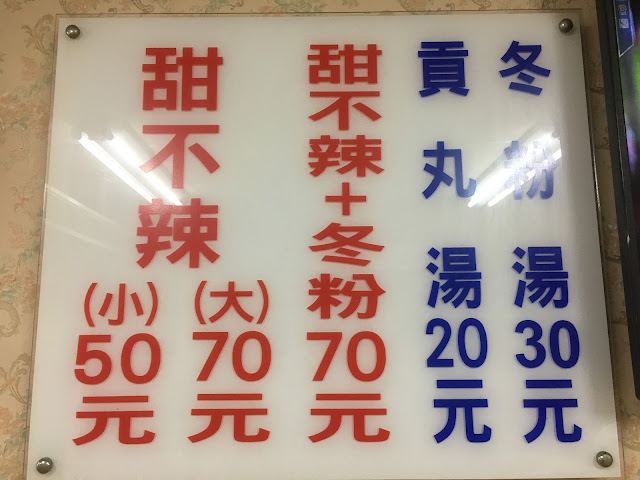 冬粉湯30元
貢丸湯20元
甜不辣+冬粉70元
甜不辣
(大)70元
(小)50元